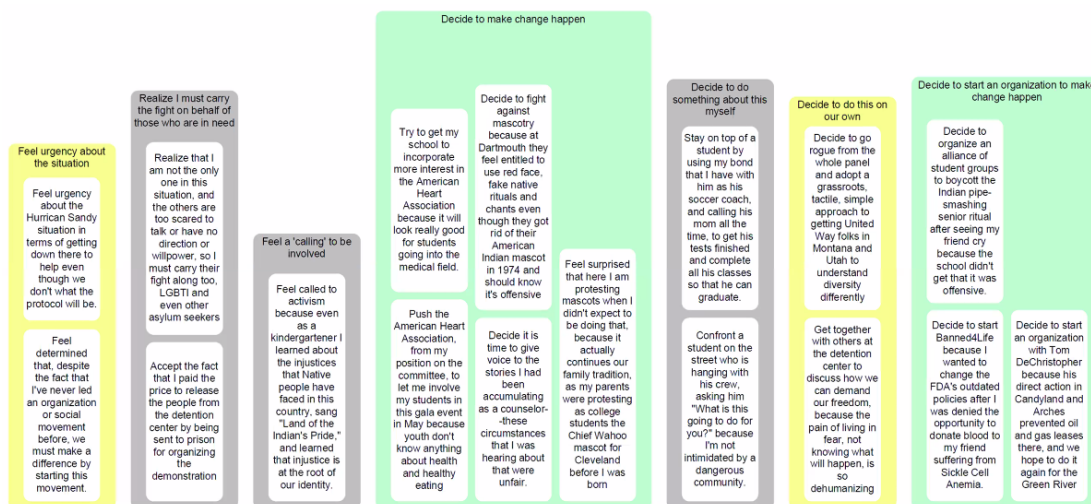 Feel urgency about
the situation
Feel urgency
about the
Hurrican Sandy
situation in
terms of getting
down there to
help even
though we
don't what the
protocol will be.
Feel
determined
that, despite
the fact that
I've never led
an organization
or social
movement
before, we
must make a
difference by
starting this
movement.
Realize I must carry
the fight on behalf of
those who are in need
Realize that I
am not the only
one in this
situation, and
the others are
too scared to
talk or have no
direction or
willpower, so I
must carry their
fight along too,
LGBTI and
even other
asylum seekers
Accept the fact
that I paid the
price to release
the people from
the detention
center by being
sent to prison
for organizing
the
demonstration
Feel a 'calling' to be
involved
Feel called to
activism
because even
as a
kindergartener I
learned about
the injustices
that Native
people have
faced in this
country, sang
"Land of the
Indian's Pride,"
and learned
that injustice is
at the root of
our identity.
Decide to make change happen
Try to get my
school to
incorporate
more interest in
the American
Heart
Association
because it will
look really good
for students
going into the
medical field.
Push the
American Heart
Association,
from my
position on the
committee, to
let me involve
my students in
this gala event
in May because
youth don't
know anything
about health
and healthy
eating
Decide to fight
against
mascotry
because at
Dartmouth they
feel entitled to
use red face,
fake native
rituals and
chants even
though they got
rid of their
American
Indian mascot
in 1974 and
should know
it's offensive
Decide it is
time to give
voice to the
stories I had
been
accumulating
as a counselor-
-these
circumstances
that I was
hearing about
that were
unfair.
Feel surprised
that here I am
protesting
mascots when I
didn't expect to
be doing that,
because it
actually
continues our
family tradition,
as my parents
were protesting
as college
students the
Chief Wahoo
mascot for
Cleveland
before I was
born
Decide to do
something about this
myself
Stay on top of a
student by
using my bond
that I have with
him as his
soccer coach,
and calling his
mom all the
time, to get his
tests finished
and complete
all his classes
so that he can
graduate.
Confront a
student on the
street who is
hanging with
his crew,
asking him
"What is this
going to do for
you?" because
I'm not
intimidated by a
dangerous
community.
Decide to do this on
our own
Decide to go
rogue from the
whole panel
and adopt a
grassroots,
tactile, simple
approach to
getting United
Way folks in
Montana and
Utah to
understand
diversity
differently
Get together
with others at
the detention
center to
discuss how we
can demand
our freedom,
because the
pain of living in
fear, not
knowing what
will happen, is
so
dehumanizing
Decide to start an organization to make
change happen
Decide to
organize an
alliance of
student groups
to boycott the
Indian pipe-
smashing
senior ritual
after seeing my
friend cry
because the
school didn't
get that it was
offensive.
Decide to start
Banned4Life
because I
wanted to
change the
FDA's outdated
policies after I
was denied the
opportunity to
donate blood to
my friend
suffering from
Sickle Cell
Anemia.
Decide to start
an organization
with Tom
DeChristopher
because his
direct action in
Candyland and
Arches
prevented oil
and gas leases
there, and we
hope to do it
again for the
Green River